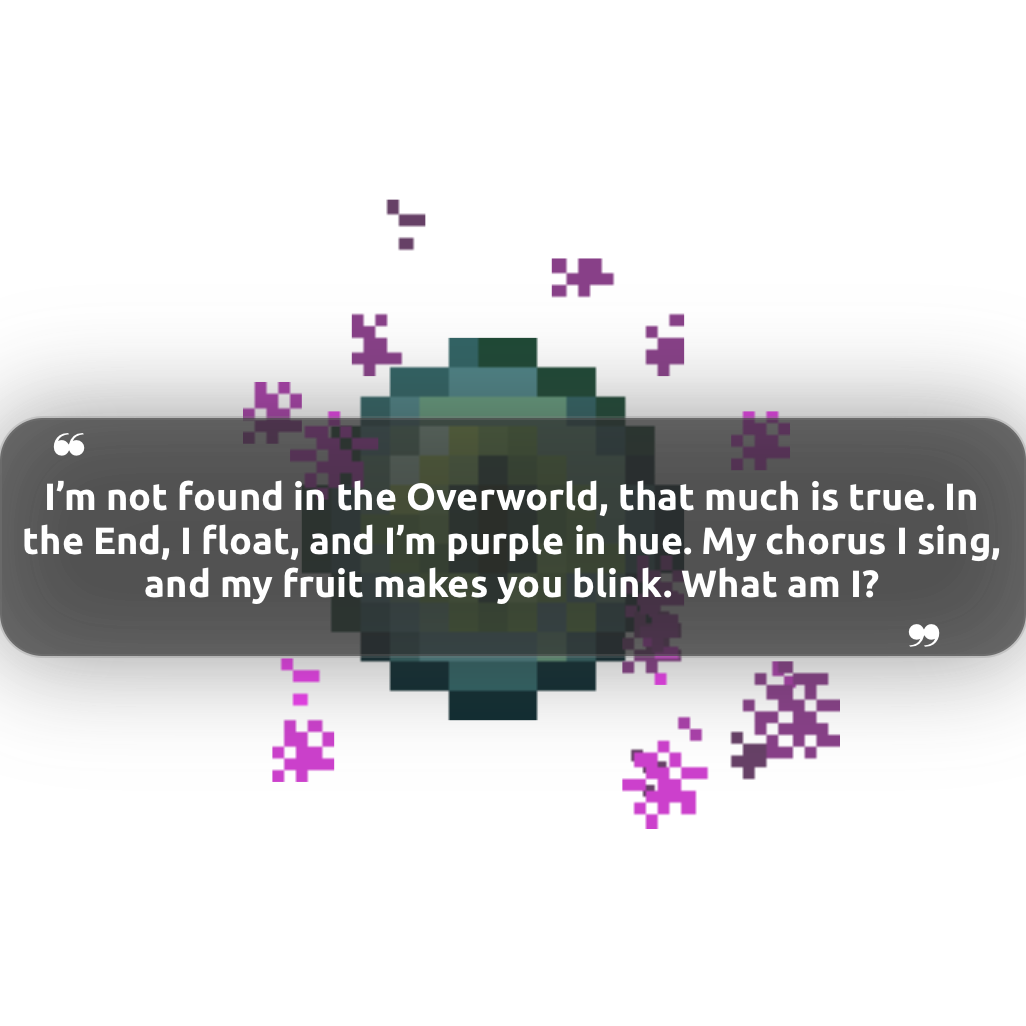 ❝
I’m not found in the Overworld, that much is true. In
the End, I float, and I’m purple in hue. My chorus I sing,
and my fruit makes you blink. What am I?
❞